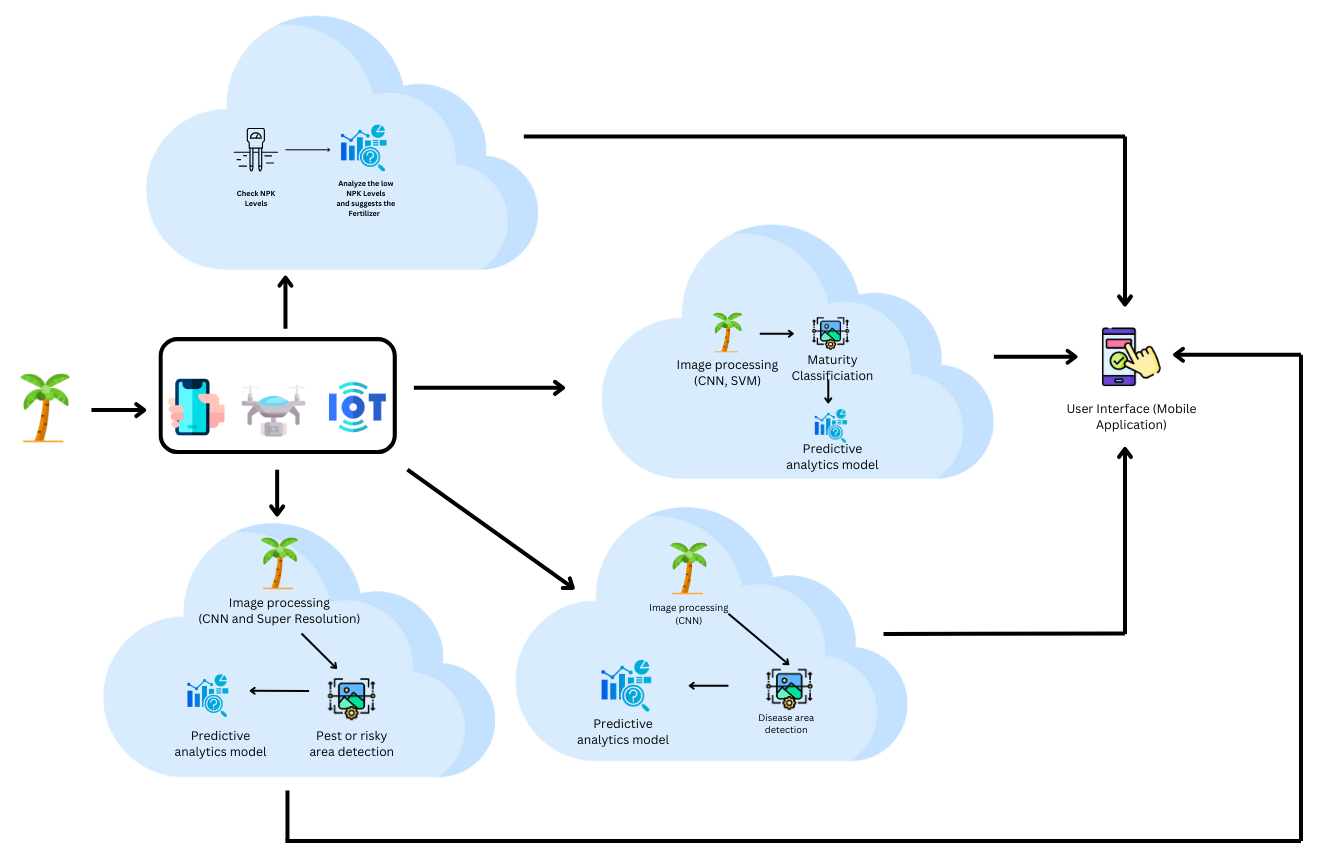 Check NPK
Levels
Analyze the low
NPK Levels
and suggests the
Fertilizer
IOT
Image processing
(CNN, SVM)
Maturity
Classificiation
Predictive
analytics model
User Interface (Mobile
Application)
Image processing
(CNN and Super Resolution)
Pest or risky
area detection
Predictive
analytics model
Image processing
(CNN)
Disease area
detection
Predictive
analytics model